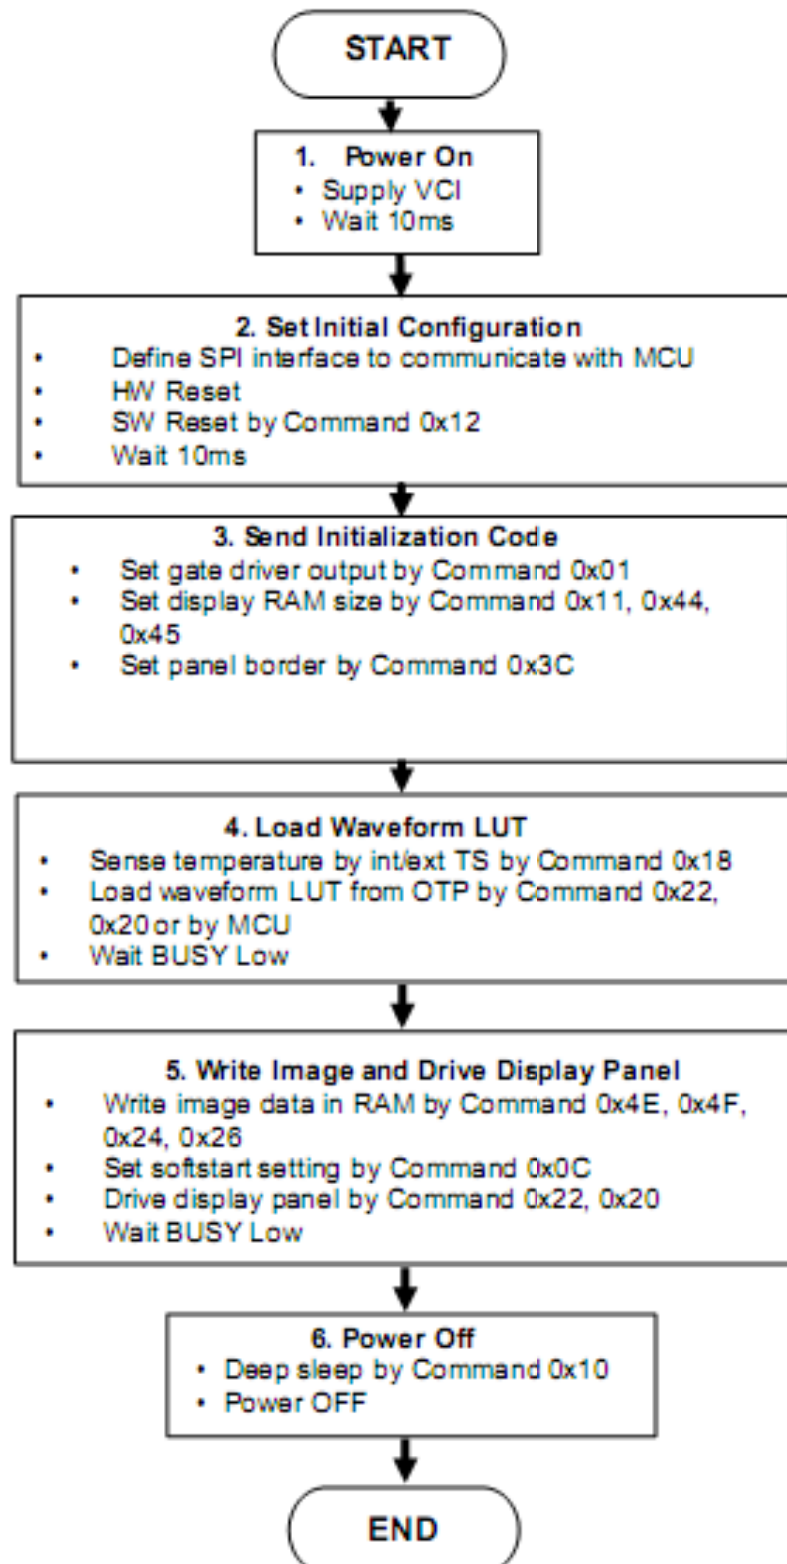 START
1. Power On
• Supply VCI
• Wait 10ms
2. Set Initial Configuration
• Define SPI interface to communicate with MCU
• HW Reset
• SW Reset by Command 0x12
• Wait 10ms
3. Send Initialization Code
• Set gate driver output by Command 0x01
• Set display RAM size by Command 0x11, 0x44,
0x45
• Set panel border by Command 0x3C
4. Load Waveform LUT
• Sense temperature by int/ext TS by Command 0x18
• Load waveform LUT from OTP by Command 0x22,
0x20 or by MCU
• Wait BUSY Low
5. Write Image and Drive Display Panel
• Write image data in RAM by Command 0x4E, 0x4F,
0x24, 0x26
• Set softstart setting by Command 0x0C
• Drive display panel by Command 0x22, 0x20
• Wait BUSY Low
6. Power Off
• Deep sleep by Command 0x10
• Power OFF
END